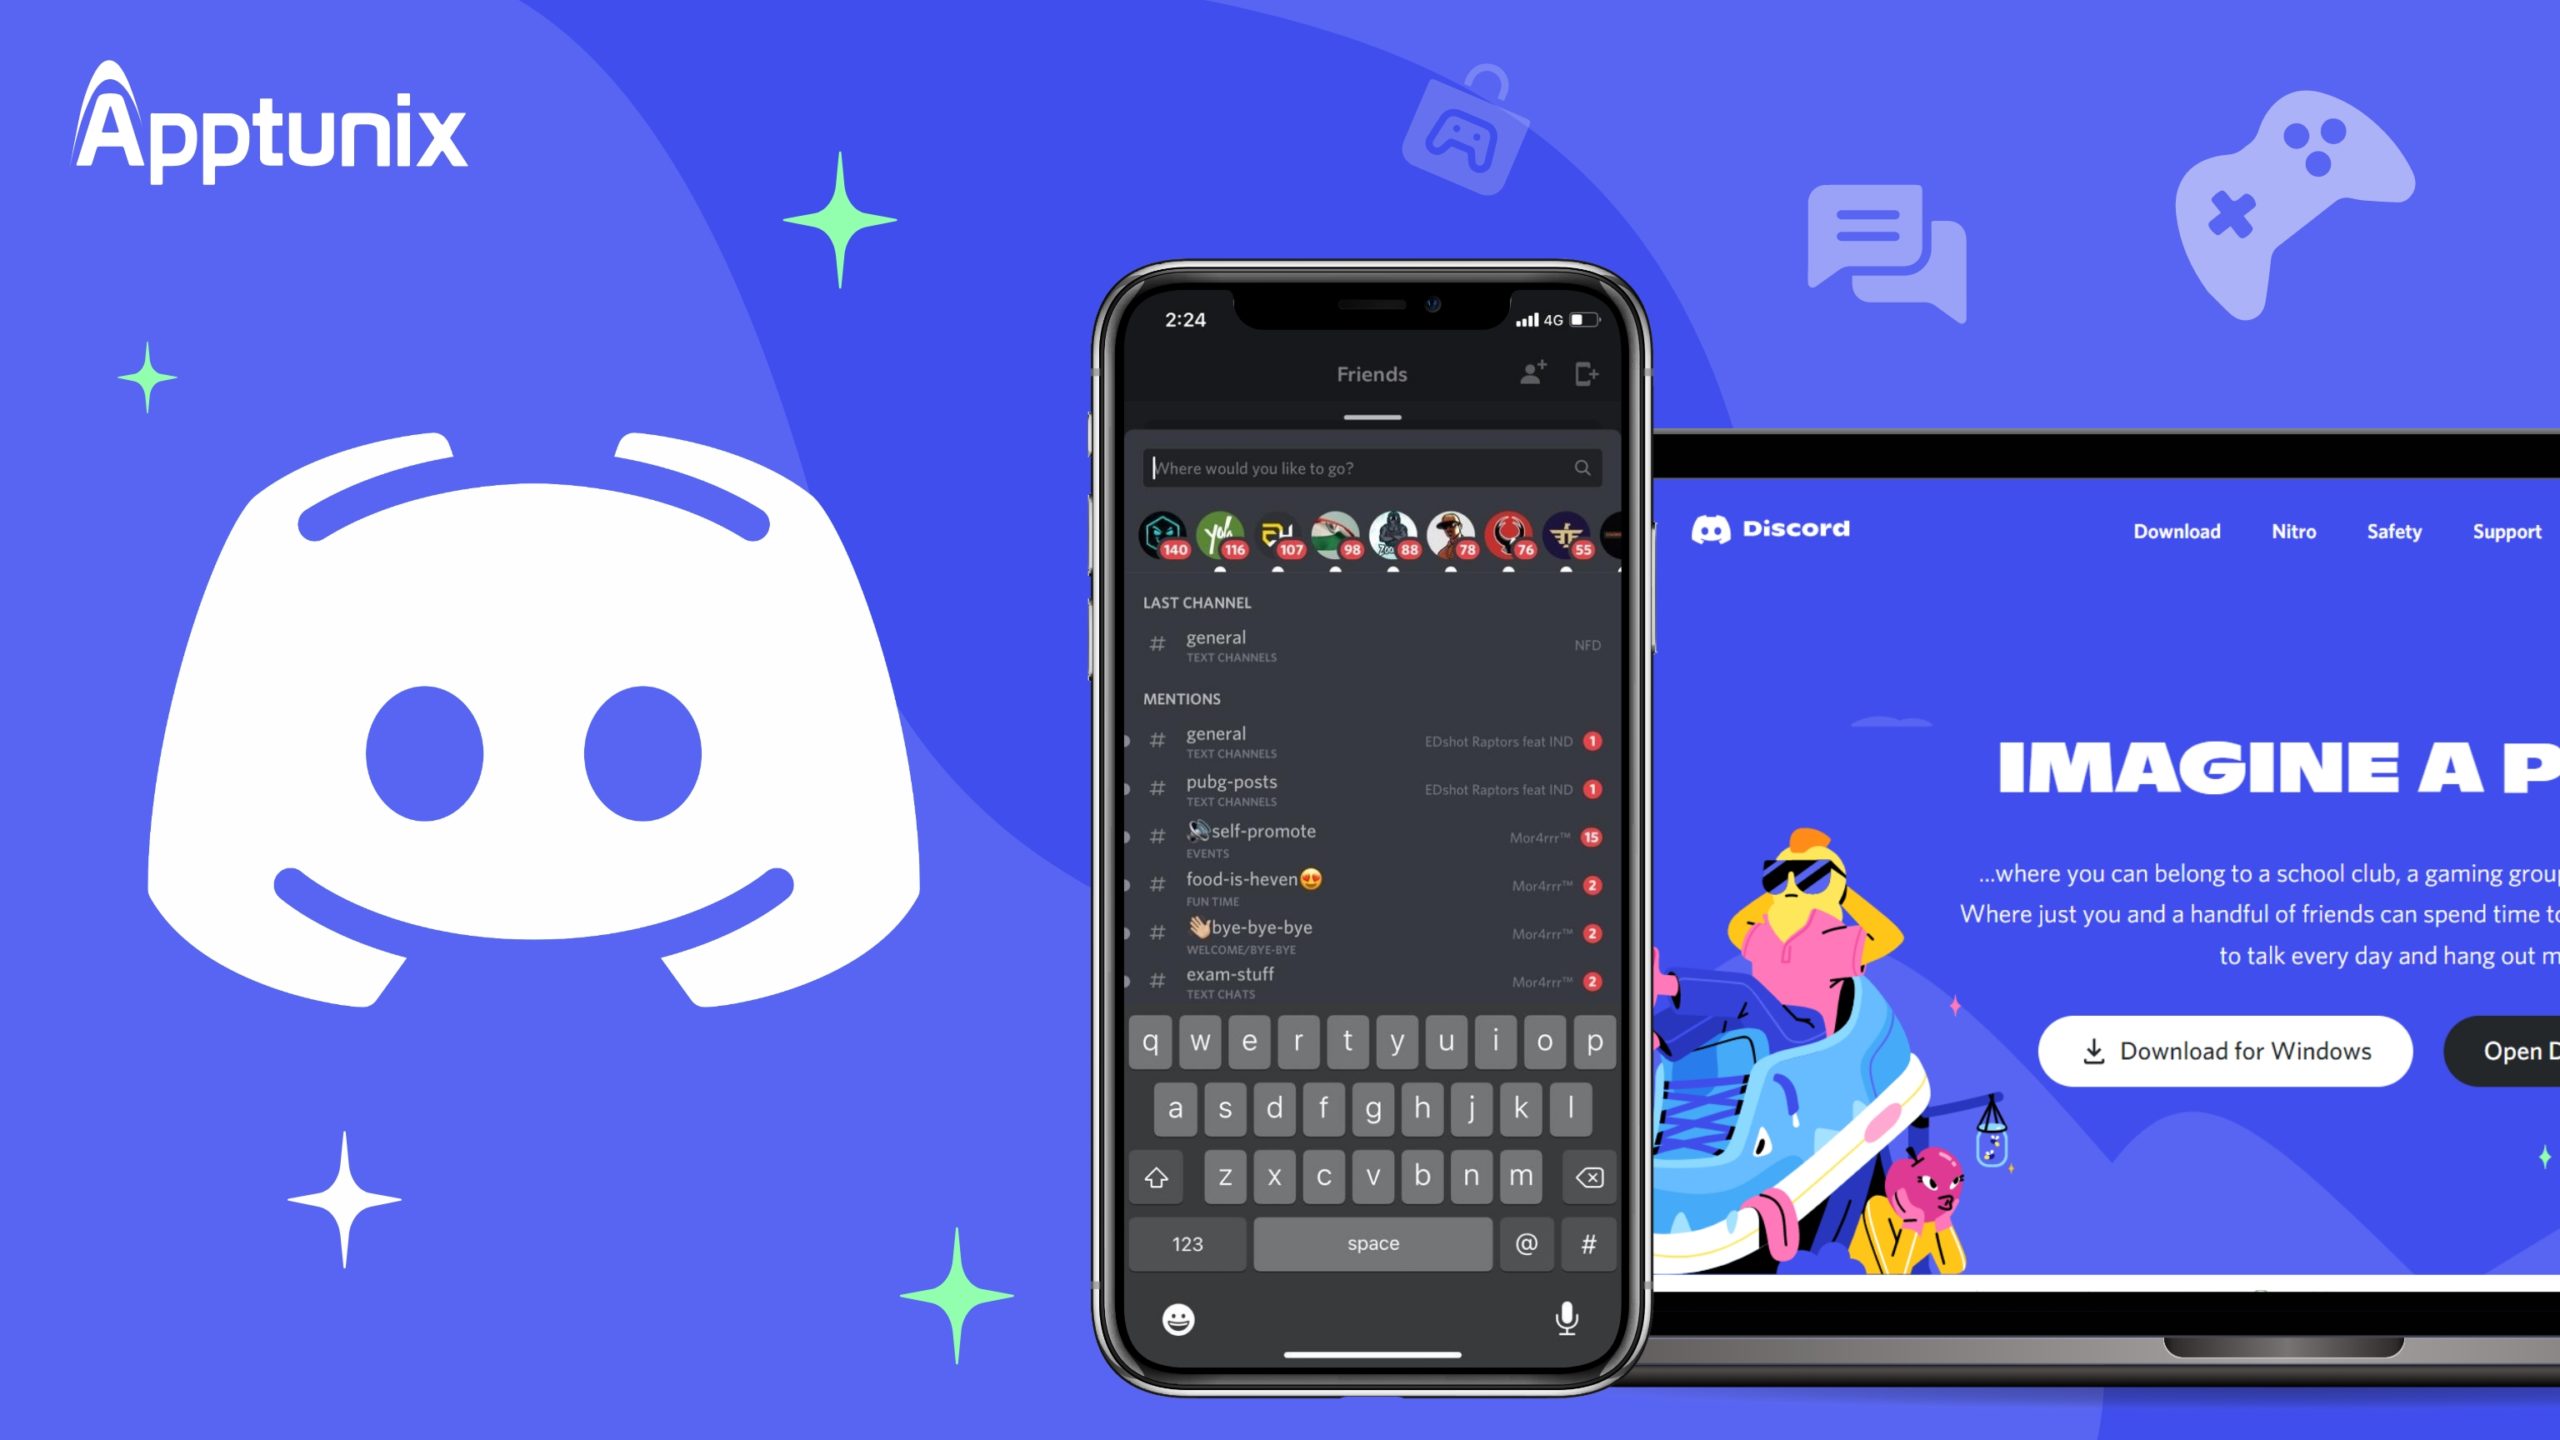 Apptunix
2:24
4G
Friends
Where would you like to go?
140 116 107 98 88 78 76 55
LAST CHANNEL
# general
TEXT CHANNELS
NFD
MENTIONS
# general
TEXT CHANNELS
EDshot Raptors feat IND 1
# pubg-posts
TEXT CHANNELS
EDshot Raptors feat IND 1
# 🔊self-promote
EVENTS
Mor4rrr™ 15
# food-is-heven😍
FUN TIME
Mor4rrr™ 2
# 👋🏼bye-bye-bye
WELCOME/BYE-BYE
Mor4rrr™ 2
# exam-stuff
TEXT CHATS
Mor4rrr™ 2
q w e r t y u i o p
a s d f g h j k l
z x c v b n m
123 space @ #
Discord
Download Nitro Safety Support
IMAGINE A P
...where you can belong to a school club, a gaming grou
Where just you and a handful of friends can spend time to
to talk every day and hang out m
Download for Windows
Open D